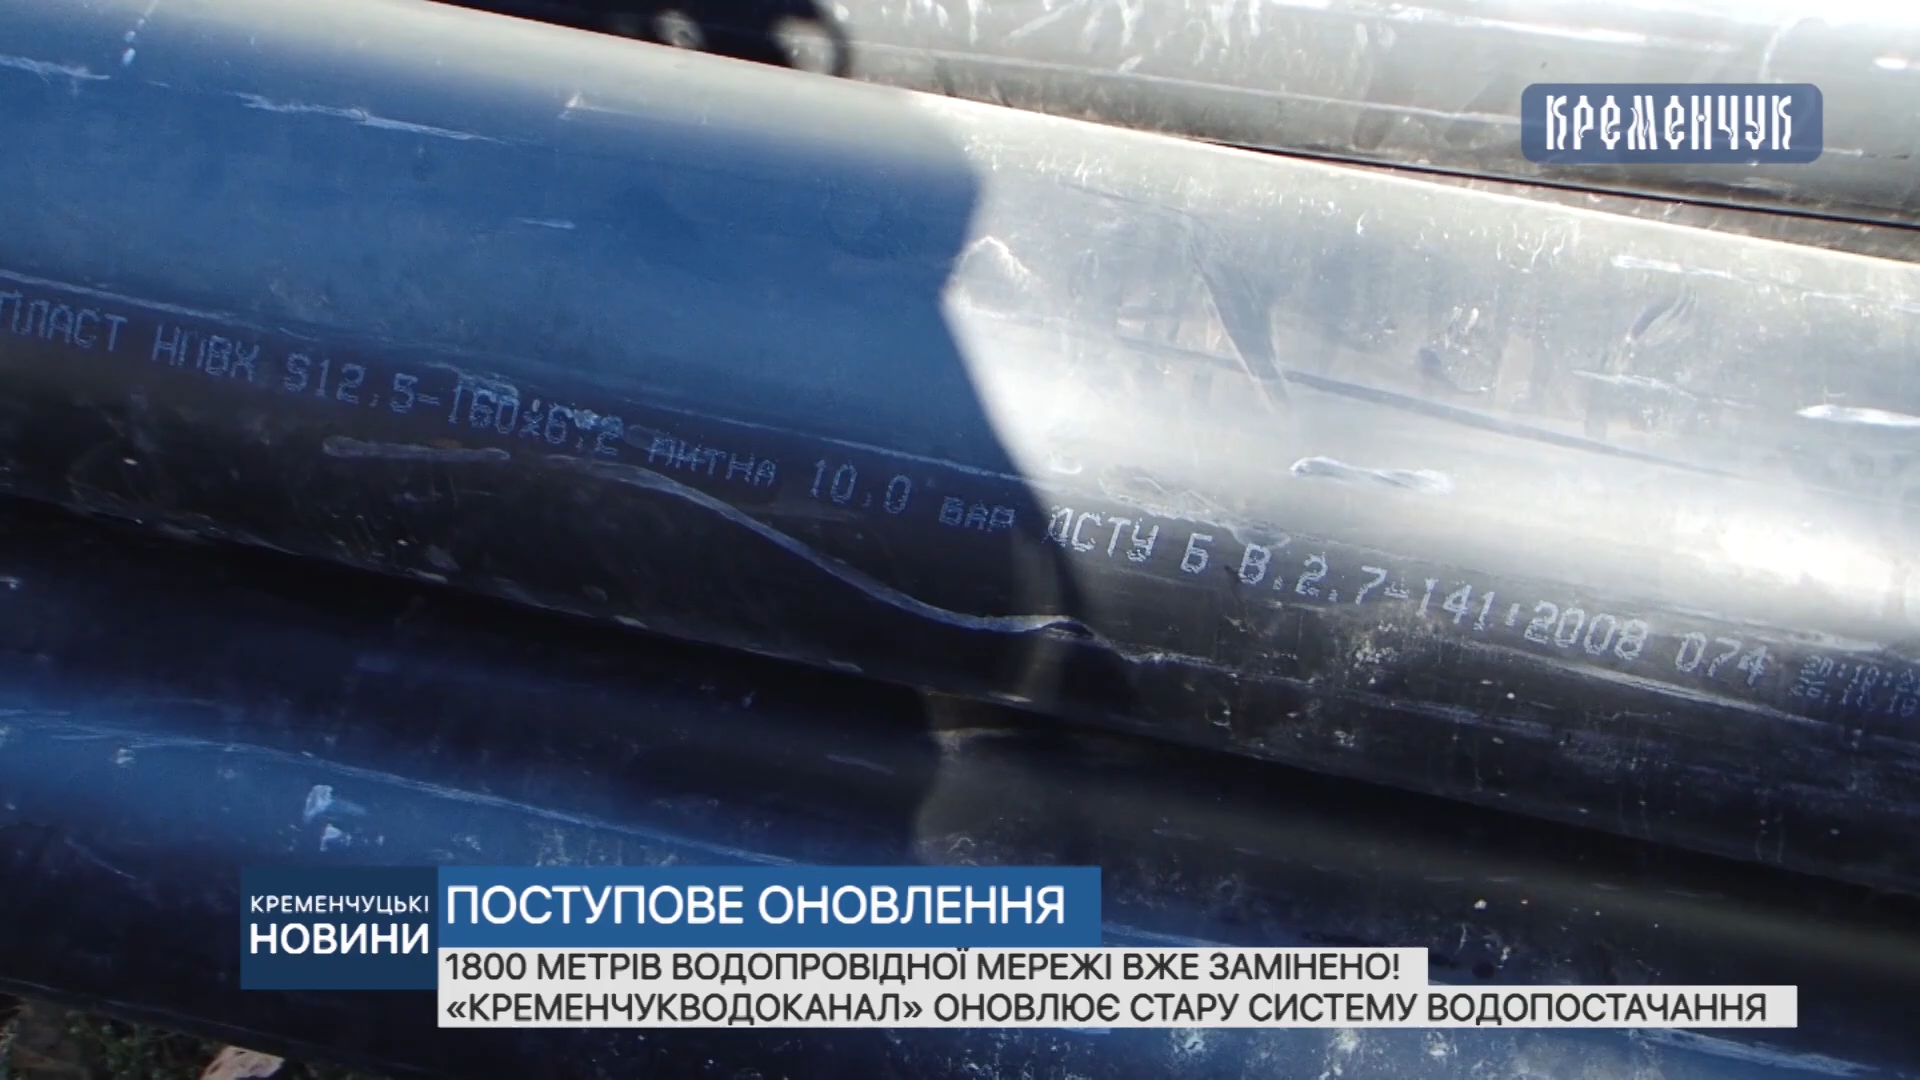 КРЕМЕНЧУК
ПЛАСТ НПВХ S12,5-160х6,2 ПИТНА 10,0 БАР ДСТУ Б В.2.7-141:2008 074
КРЕМЕНЧУЦЬКІ
НОВИНИ
ПОСТУПОВЕ ОНОВЛЕННЯ
1800 МЕТРІВ ВОДОПРОВІДНОЇ МЕРЕЖІ ВЖЕ ЗАМІНЕНО!
«КРЕМЕНЧУКВОДОКАНАЛ» ОНОВЛЮЄ СТАРУ СИСТЕМУ ВОДОПОСТАЧАННЯ